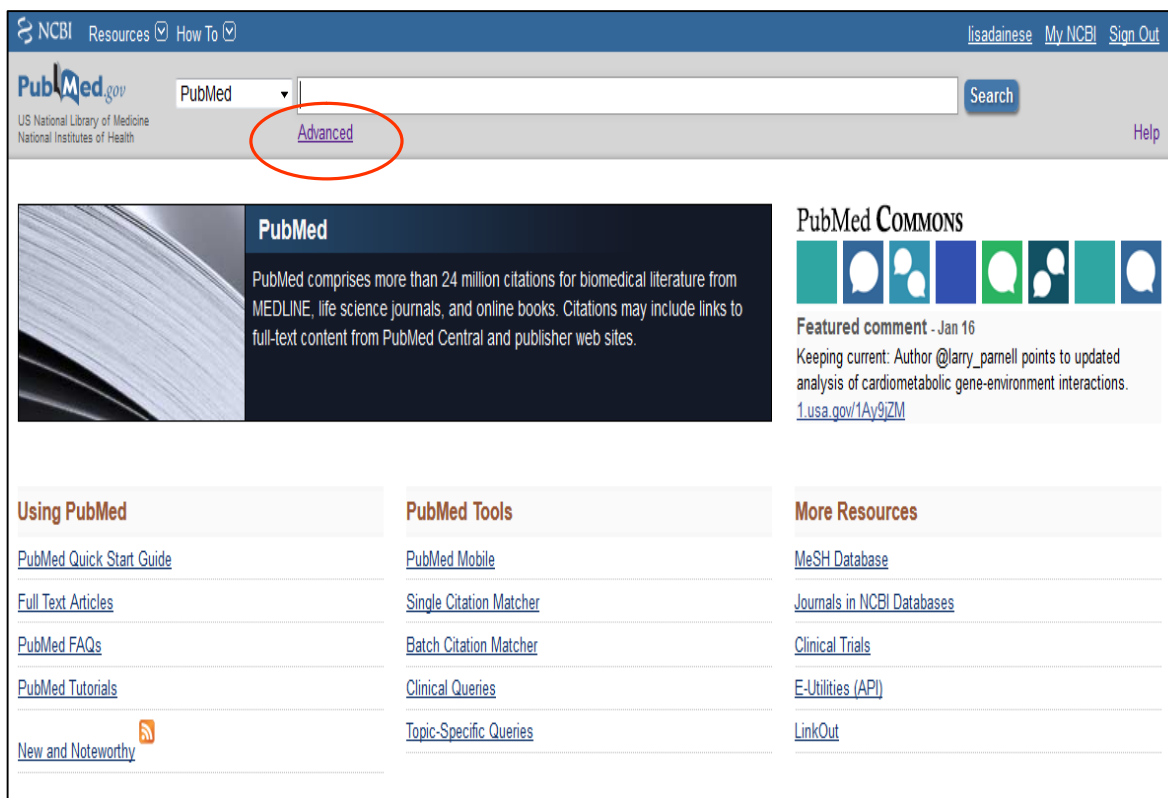 NCBI Resources How To lisadainese My NCBI Sign Out
PubMed.gov PubMed Search
US National Library of Medicine
National Institutes of Health
Advanced Help
PubMed
PubMed comprises more than 24 million citations for biomedical literature from
MEDLINE, life science journals, and online books. Citations may include links to
full-text content from PubMed Central and publisher web sites.
PubMed COMMONS
Featured comment - Jan 16
Keeping current: Author @larry_parnell points to updated
analysis of cardiometabolic gene-environment interactions.
1.usa.gov/1Ay9jZM
Using PubMed
PubMed Quick Start Guide
Full Text Articles
PubMed FAQs
PubMed Tutorials
New and Noteworthy
PubMed Tools
PubMed Mobile
Single Citation Matcher
Batch Citation Matcher
Clinical Queries
Topic-Specific Queries
More Resources
MeSH Database
Journals in NCBI Databases
Clinical Trials
E-Utilities (API)
LinkOut